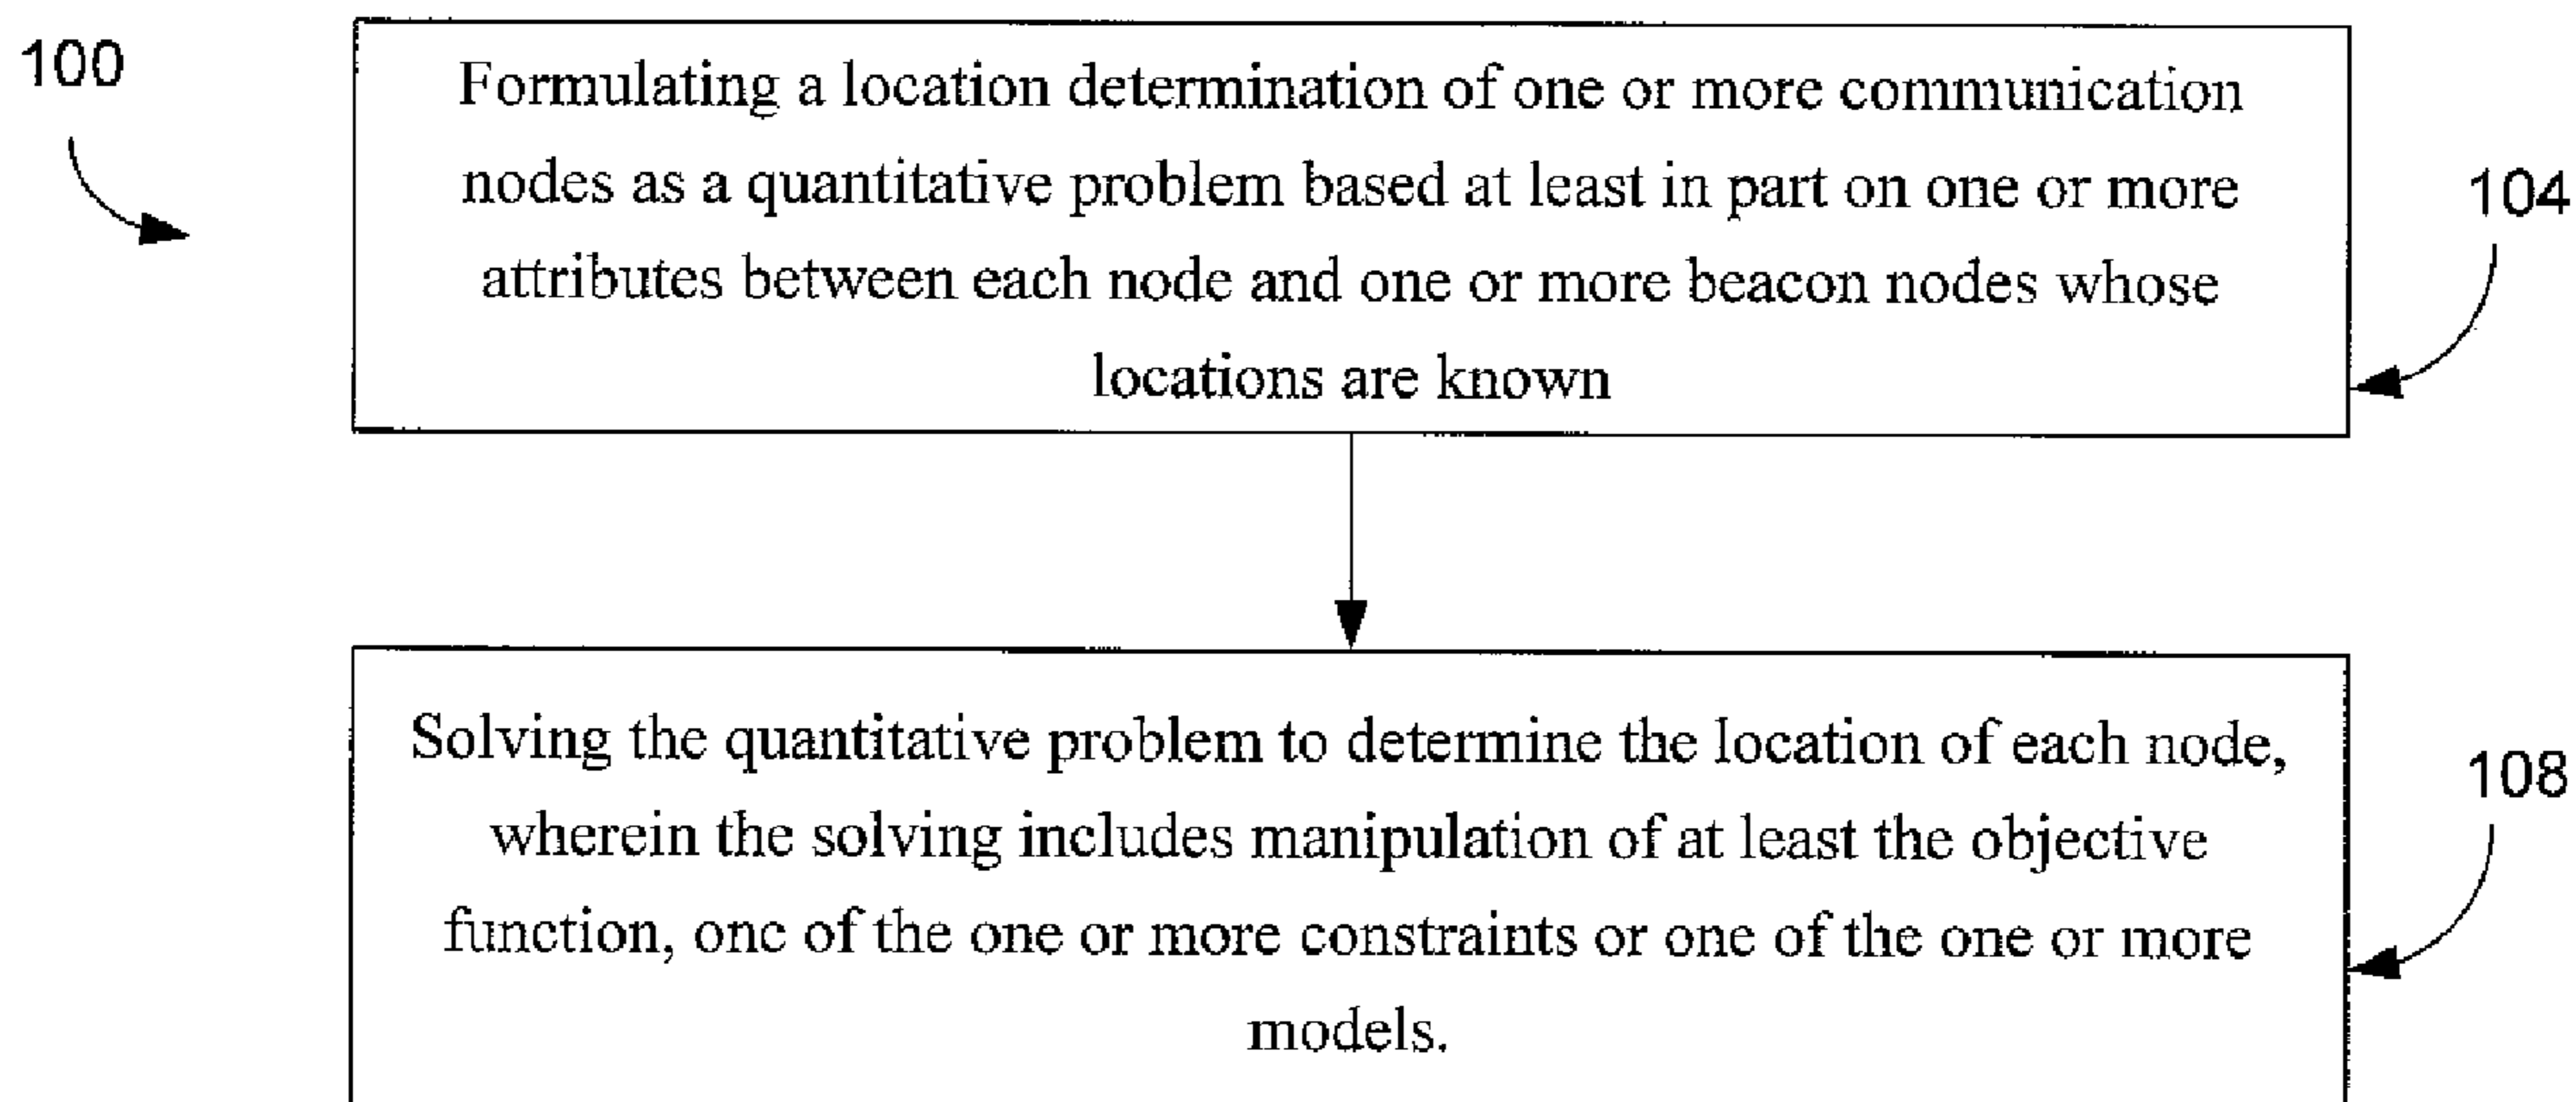 100
Formulating a location determination of one or more communication
nodes as a quantitative problem based at least in part on one or more
attributes between each node and one or more beacon nodes whose
locations are known
104
Solving the quantitative problem to determine the location of each node,
wherein the solving includes manipulation of at least the objective
function, one of the one or more constraints or one of the one or more
models.
108